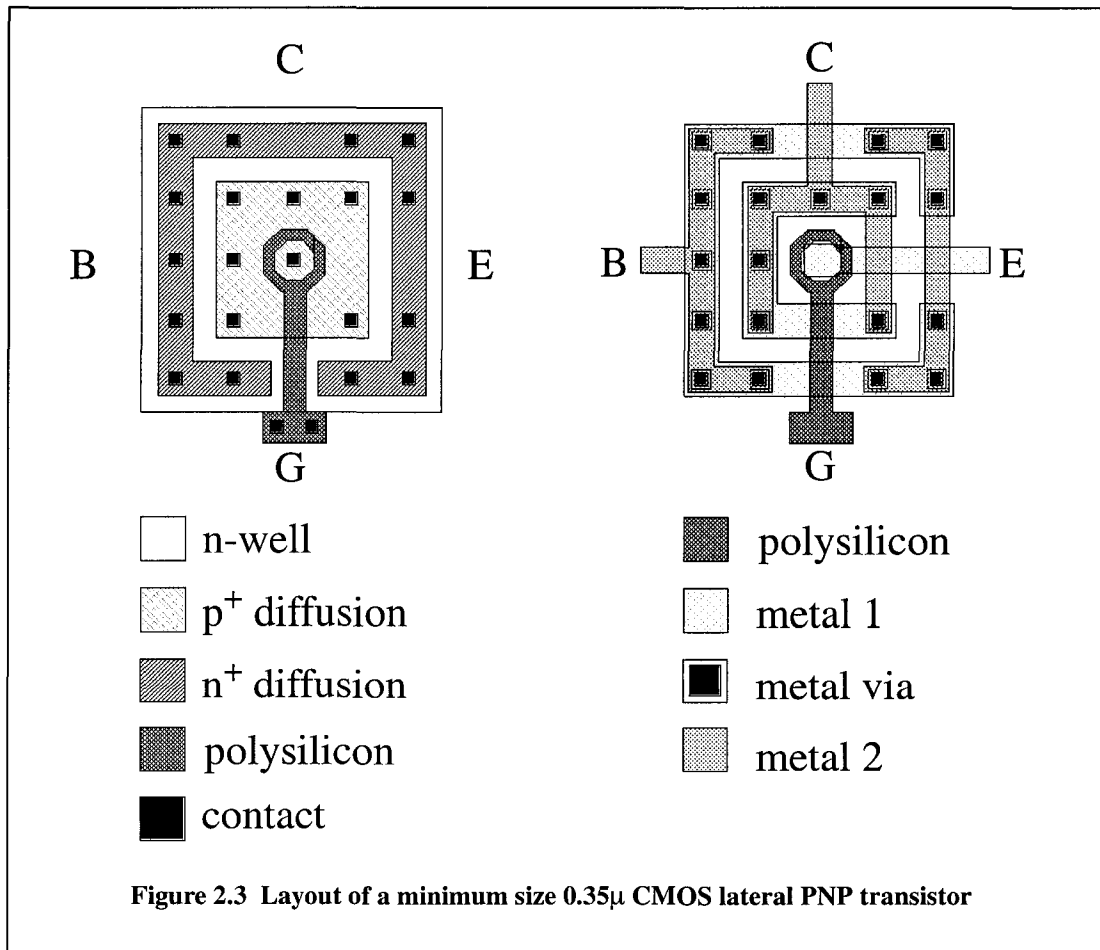 C
B
E
G
C
B
E
G
n-well
p+ diffusion
n+ diffusion
polysilicon
contact
polysilicon
metal 1
metal via
metal 2
Figure 2.3 Layout of a minimum size 0.35µ CMOS lateral PNP transistor